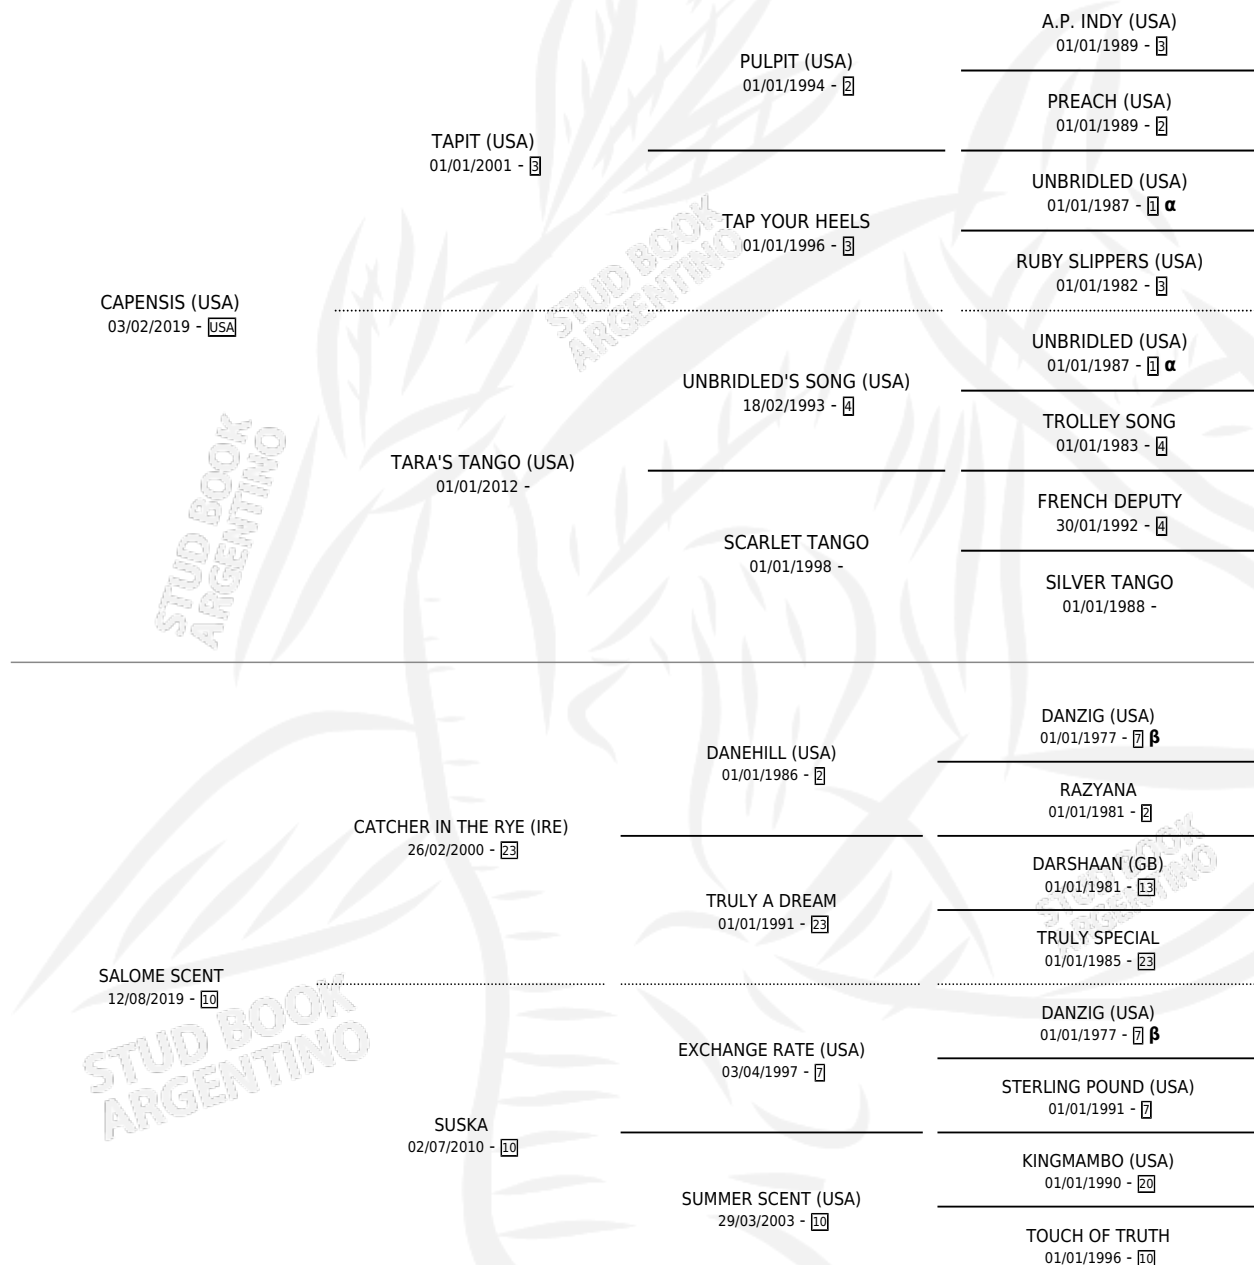 A.P. INDY (USA)
01/01/1989 - 3
PULPIT (USA)
01/01/1994 - 2
PREACH (USA)
01/01/1989 - 2
TAPIT (USA)
01/01/2001 - 3
UNBRIDLED (USA)
01/01/1987 - 1 α
TAP YOUR HEELS
01/01/1996 - 3
RUBY SLIPPERS (USA)
01/01/1982 - 3
CAPENSIS (USA)
03/02/2019 - USA
UNBRIDLED (USA)
01/01/1987 - 1 α
UNBRIDLED'S SONG (USA)
18/02/1993 - 4
TROLLEY SONG
01/01/1983 - 4
TARA'S TANGO (USA)
01/01/2012 -
FRENCH DEPUTY
30/01/1992 - 4
SCARLET TANGO
01/01/1998 -
SILVER TANGO
01/01/1988 -
DANZIG (USA)
01/01/1977 - 7 β
DANEHILL (USA)
01/01/1986 - 2
RAZYANA
01/01/1981 - 2
CATCHER IN THE RYE (IRE)
26/02/2000 - 23
DARSHAAN (GB)
01/01/1981 - 13
TRULY A DREAM
01/01/1991 - 23
TRULY SPECIAL
01/01/1985 - 23
SALOME SCENT
12/08/2019 - 10
DANZIG (USA)
01/01/1977 - 7 β
EXCHANGE RATE (USA)
03/04/1997 - 7
STERLING POUND (USA)
01/01/1991 - 7
SUSKA
02/07/2010 - 10
KINGMAMBO (USA)
01/01/1990 - 20
SUMMER SCENT (USA)
29/03/2003 - 10
TOUCH OF TRUTH
01/01/1996 - 10
STUD BOOK
ARGENTINO
STUD BOOK
ARGENTINO
STUD BOOK
ARGENTINO
STUD BOOK
ARGENTINO